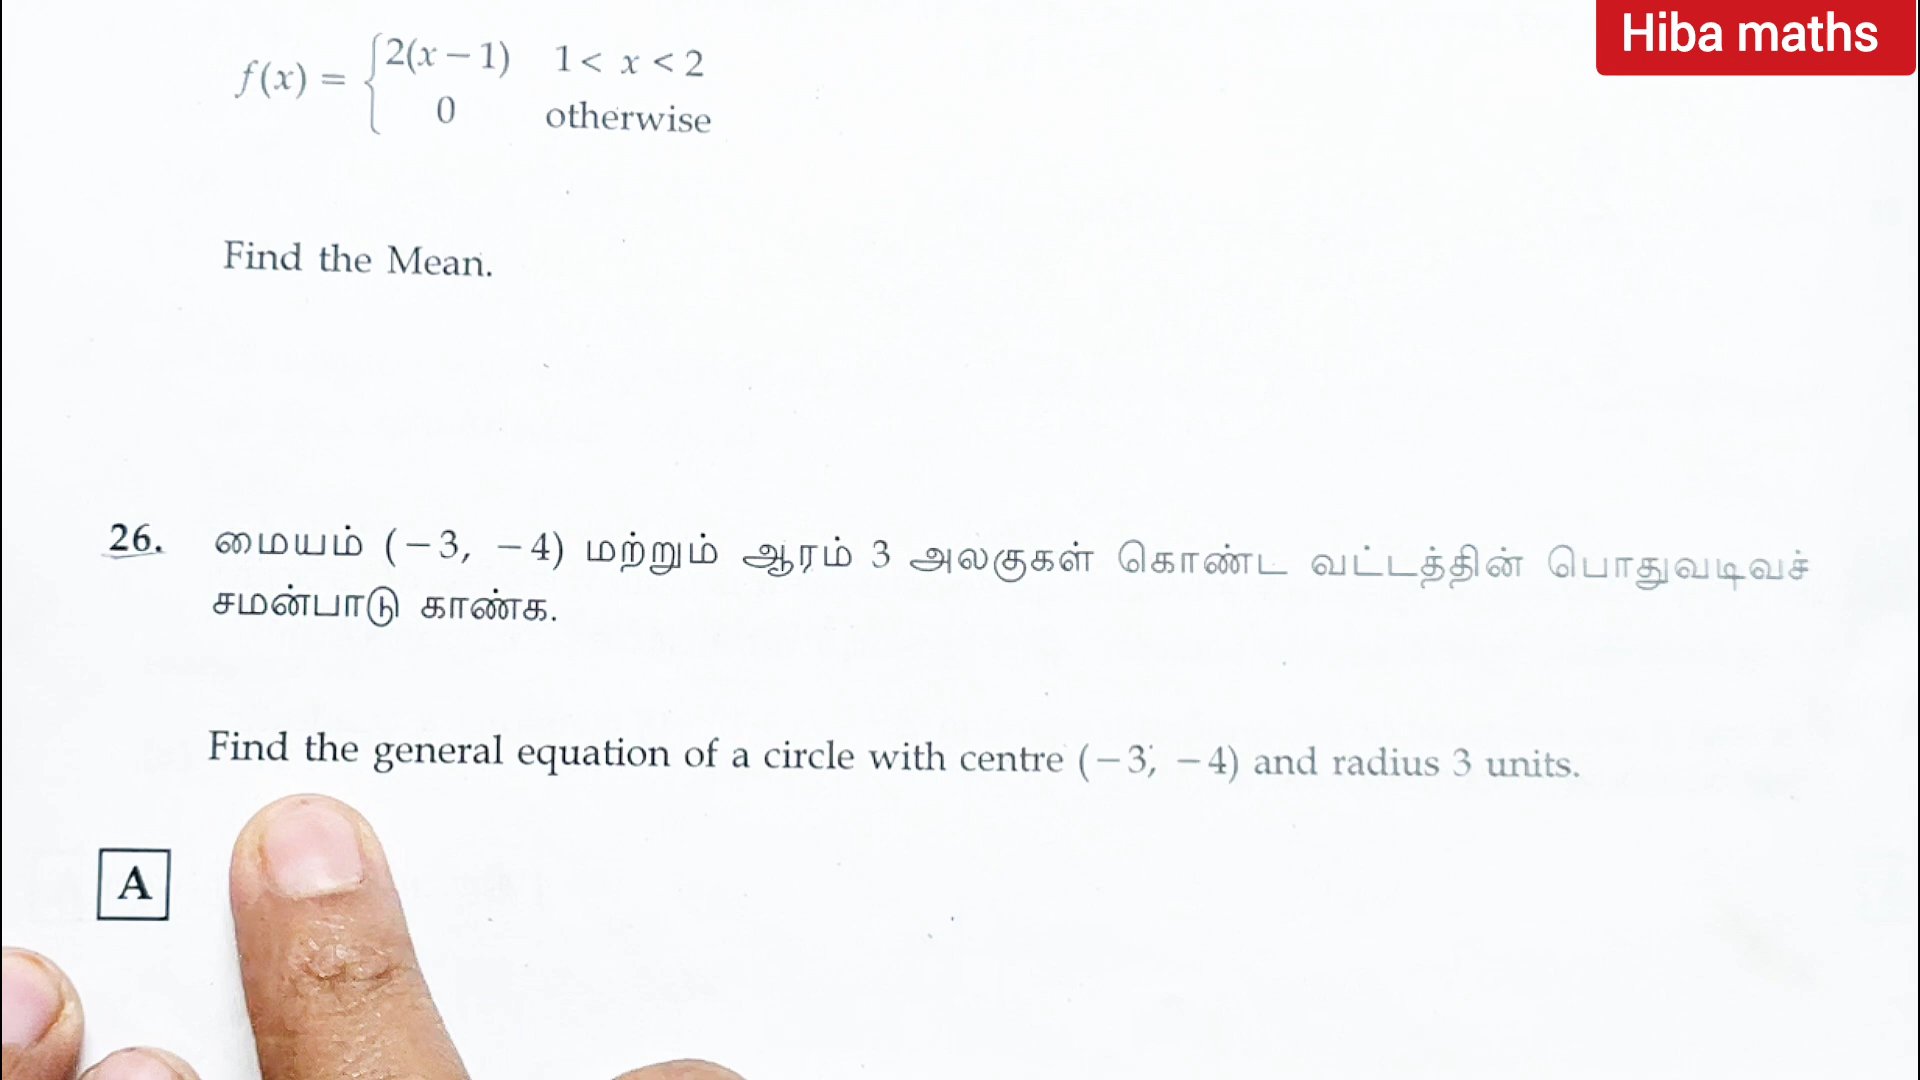 Hiba maths
f(x) = { 2(x − 1) 1 < x < 2
0 otherwise
Find the Mean.
26. மையம் (−3, −4) மற்றும் ஆரம் 3 அலகுகள் கொண்ட வட்டத்தின் பொதுவடிவச்
சமன்பாடு காண்க.
Find the general equation of a circle with centre (−3, −4) and radius 3 units.
A